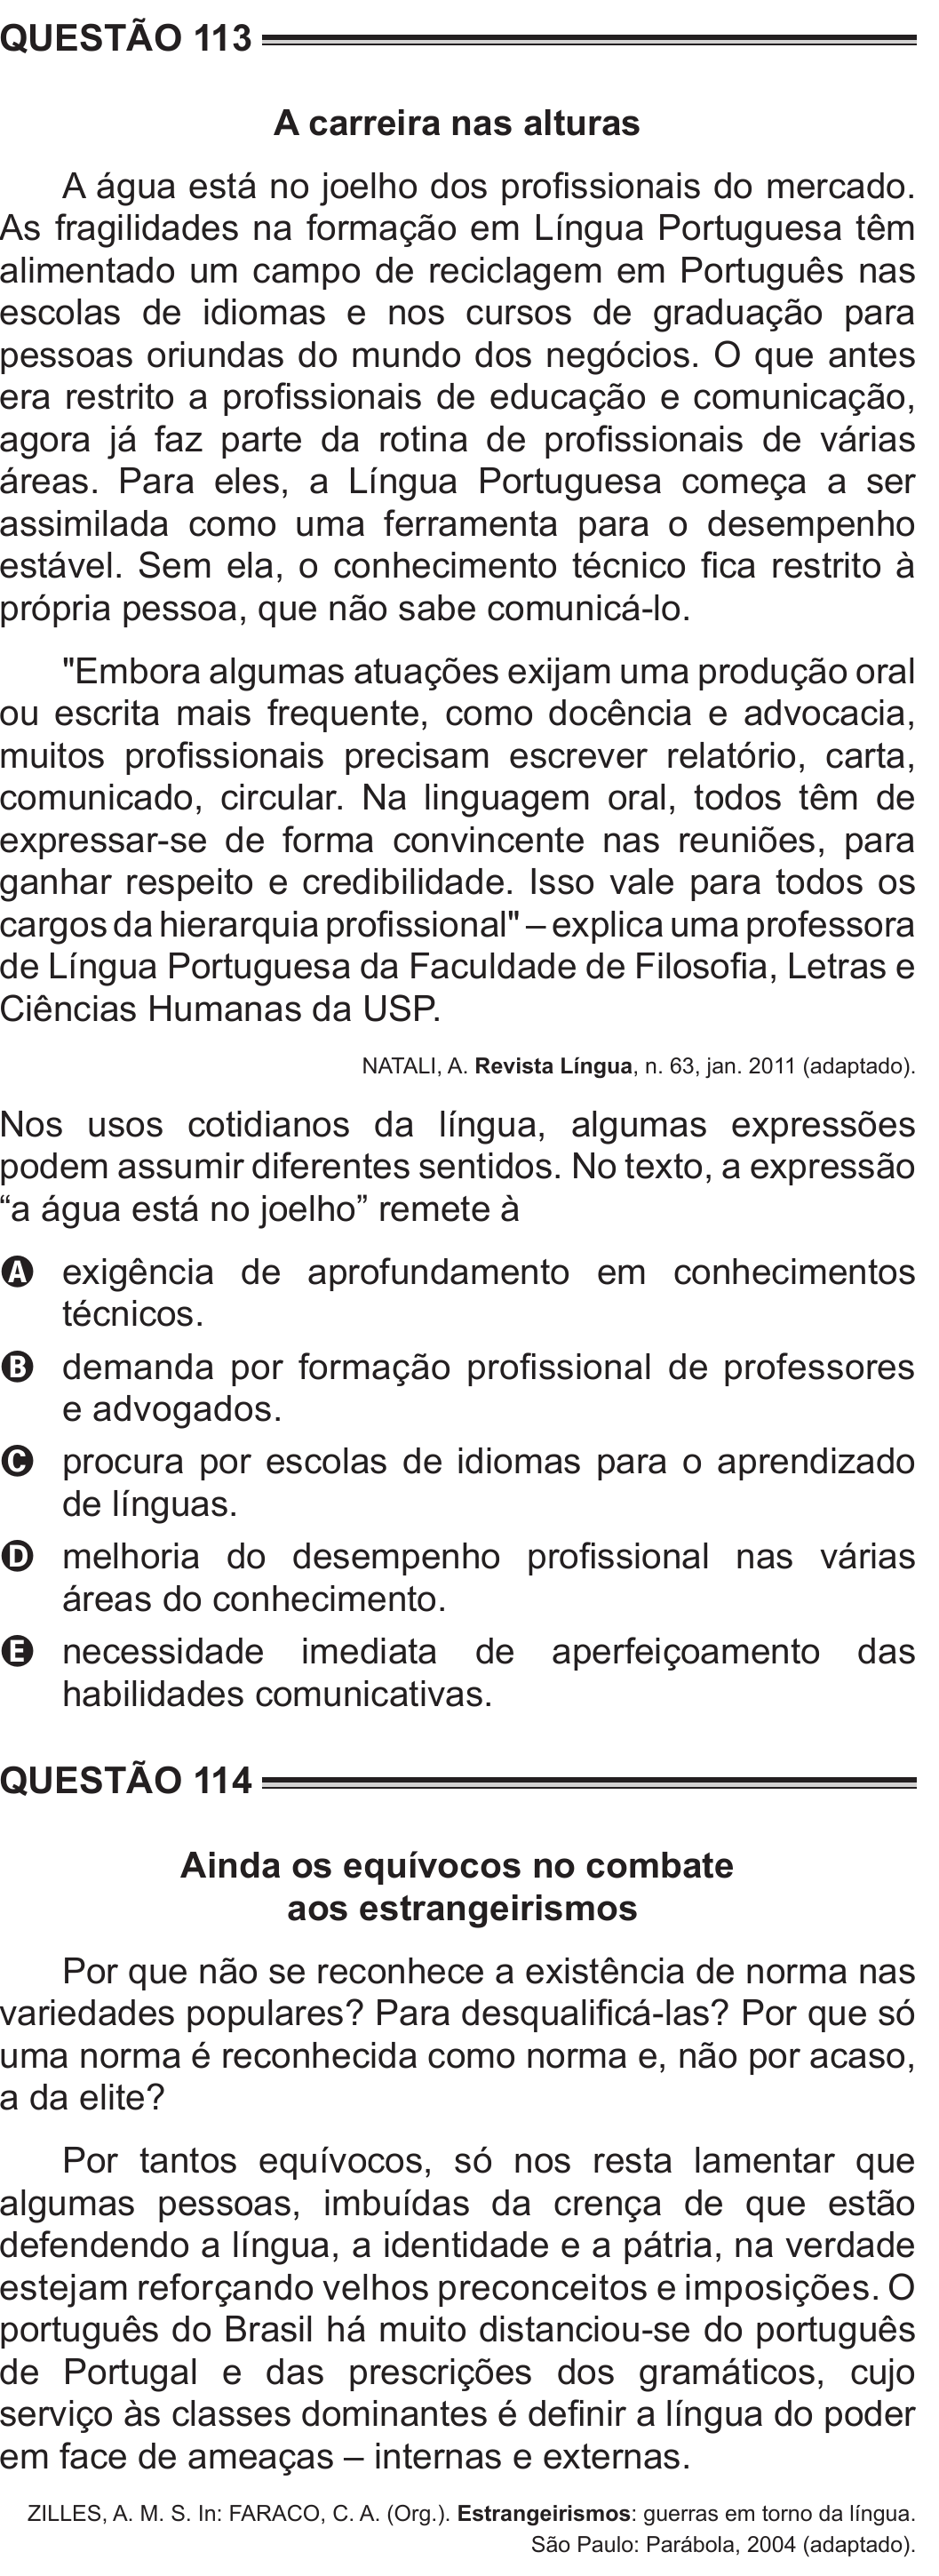 QUESTÃO 113
A carreira nas alturas
A água está no joelho dos profissionais do mercado.
As fragilidades na formação em Língua Portuguesa têm
alimentado um campo de reciclagem em Português nas
escolas de idiomas e nos cursos de graduação para
pessoas oriundas do mundo dos negócios. O que antes
era restrito a profissionais de educação e comunicação,
agora já faz parte da rotina de profissionais de várias
áreas. Para eles, a Língua Portuguesa começa a ser
assimilada como uma ferramenta para o desempenho
estável. Sem ela, o conhecimento técnico fica restrito à
própria pessoa, que não sabe comunicá-lo.
"Embora algumas atuações exijam uma produção oral
ou escrita mais frequente, como docência e advocacia,
muitos profissionais precisam escrever relatório, carta,
comunicado, circular. Na linguagem oral, todos têm de
expressar-se de forma convincente nas reuniões, para
ganhar respeito e credibilidade. Isso vale para todos os
cargos da hierarquia profissional" – explica uma professora
de Língua Portuguesa da Faculdade de Filosofia, Letras e
Ciências Humanas da USP.
NATALI, A. Revista Língua, n. 63, jan. 2011 (adaptado).
Nos usos cotidianos da língua, algumas expressões
podem assumir diferentes sentidos. No texto, a expressão
“a água está no joelho” remete à
A exigência de aprofundamento em conhecimentos
técnicos.
B demanda por formação profissional de professores
e advogados.
C procura por escolas de idiomas para o aprendizado
de línguas.
D melhoria do desempenho profissional nas várias
áreas do conhecimento.
E necessidade imediata de aperfeiçoamento das
habilidades comunicativas.
QUESTÃO 114
Ainda os equívocos no combate
aos estrangeirismos
Por que não se reconhece a existência de norma nas
variedades populares? Para desqualificá-las? Por que só
uma norma é reconhecida como norma e, não por acaso,
a da elite?
Por tantos equívocos, só nos resta lamentar que
algumas pessoas, imbuídas da crença de que estão
defendendo a língua, a identidade e a pátria, na verdade
estejam reforçando velhos preconceitos e imposições. O
português do Brasil há muito distanciou-se do português
de Portugal e das prescrições dos gramáticos, cujo
serviço às classes dominantes é definir a língua do poder
em face de ameaças – internas e externas.
ZILLES, A. M. S. In: FARACO, C. A. (Org.). Estrangeirismos: guerras em torno da língua.
São Paulo: Parábola, 2004 (adaptado).